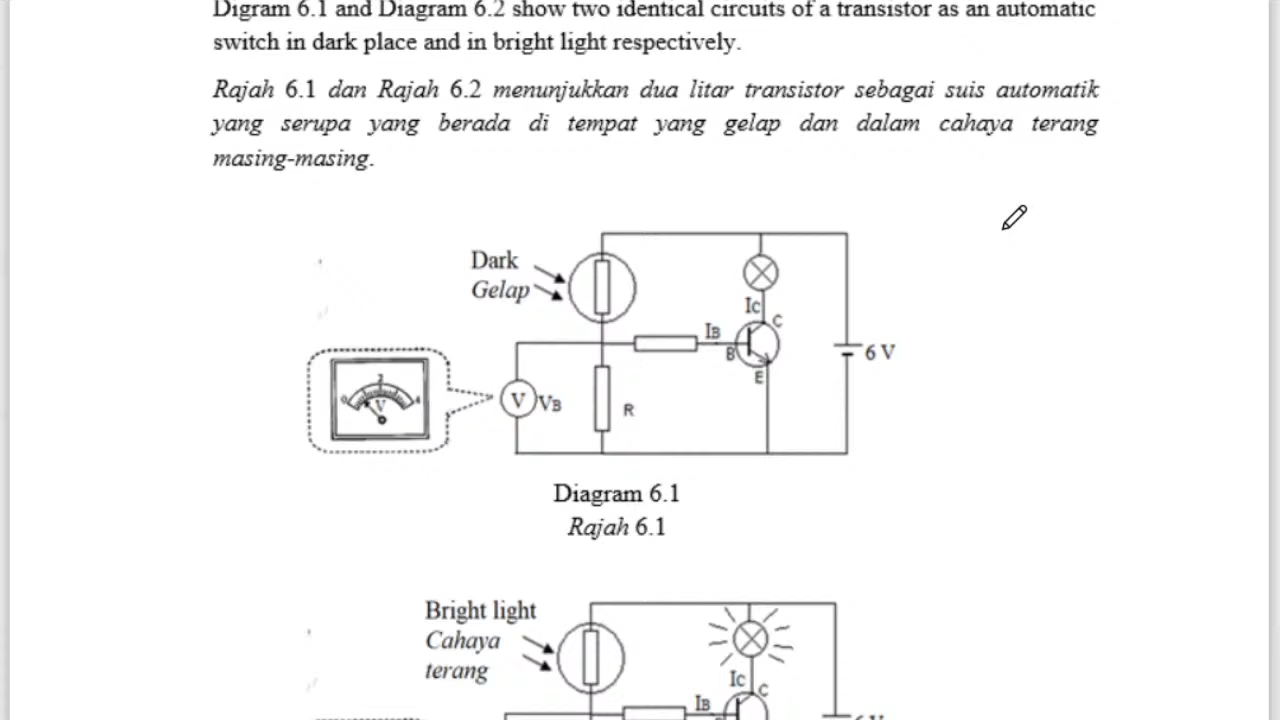 Digram 6.1 and Diagram 6.2 show two identical circuits of a transistor as an automatic
switch in dark place and in bright light respectively.
Rajah 6.1 dan Rajah 6.2 menunjukkan dua litar transistor sebagai suis automatik
yang serupa yang berada di tempat yang gelap dan dalam cahaya terang
masing-masing.
Dark
Gelap
IC
C
IB
B
E
6 V
0 2 4
V
V
VB
R
Diagram 6.1
Rajah 6.1
Bright light
Cahaya
terang
IC
C
IB